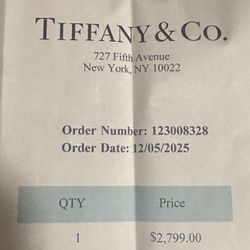 TIFFANY & CO.
727 Fifth Avenue
New York, NY 10022
Order Number: 123008328
Order Date: 12/05/2025
QTY Price
1 $2,799.00